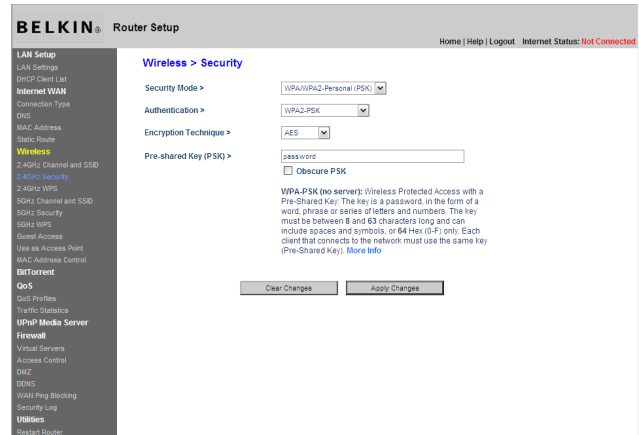 BELKIN® Router Setup
Home | Help | Logout Internet Status: Not Connected
LAN Setup
LAN Settings
DHCP Client List
Internet WAN
Connection Type
DNS
MAC Address
Static Route
Wireless
2.4GHz Channel and SSID
2.4GHz Security
2.4GHz WPS
5GHz Channel and SSID
5GHz Security
5GHz WPS
Guest Access
Use as Access Point
MAC Address Control
BitTorrent
QoS
QoS Profiles
Traffic Statistics
UPnP Media Server
Firewall
Virtual Servers
Access Control
DMZ
DDNS
WAN Ping Blocking
Security Log
Utilities
Restart Router
Wireless > Security
Security Mode > WPA/WPA2-Personal (PSK)
Authentication > WPA2-PSK
Encryption Technique > AES
Pre-shared Key (PSK) > password
Obscure PSK
WPA-PSK (no server): Wireless Protected Access with a
Pre-Shared Key: The key is a password, in the form of a
word, phrase or series of letters and numbers. The key
must be between 8 and 63 characters long and can
include spaces and symbols, or 64 Hex (0-F) only. Each
client that connects to the network must use the same key
(Pre-Shared Key). More Info
Clear Changes Apply Changes